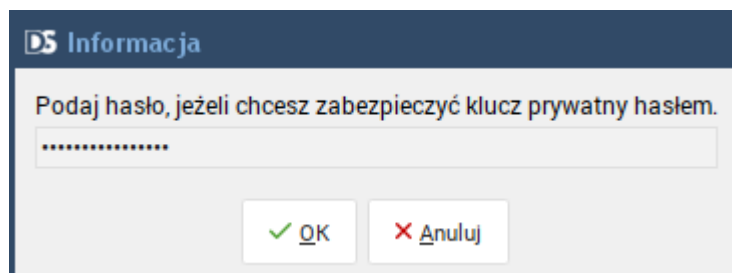 DS Informacja
Podaj hasło, jeżeli chcesz zabezpieczyć klucz prywatny hasłem.
••••••••••••••••
OK Anuluj